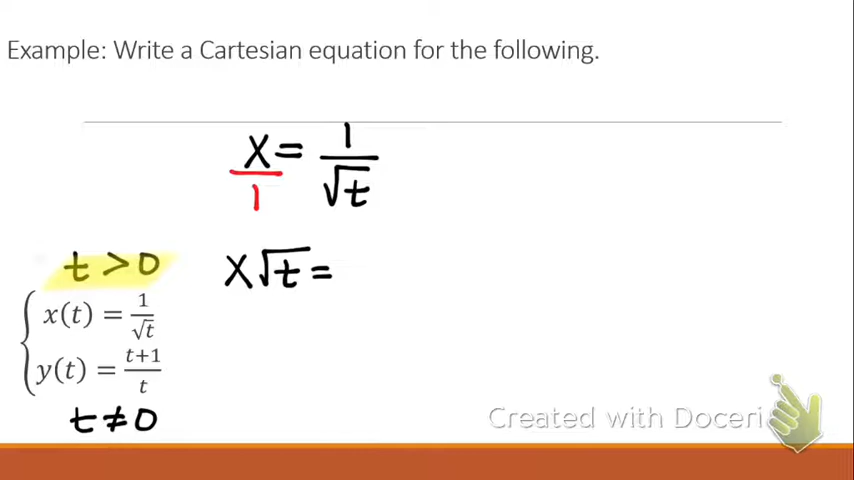 Example: Write a Cartesian equation for the following.
x = 1/√t
1
t > 0
x√t =
x(t) = 1/√t
y(t) = t+1/t
t ≠ 0
Created with Doceri